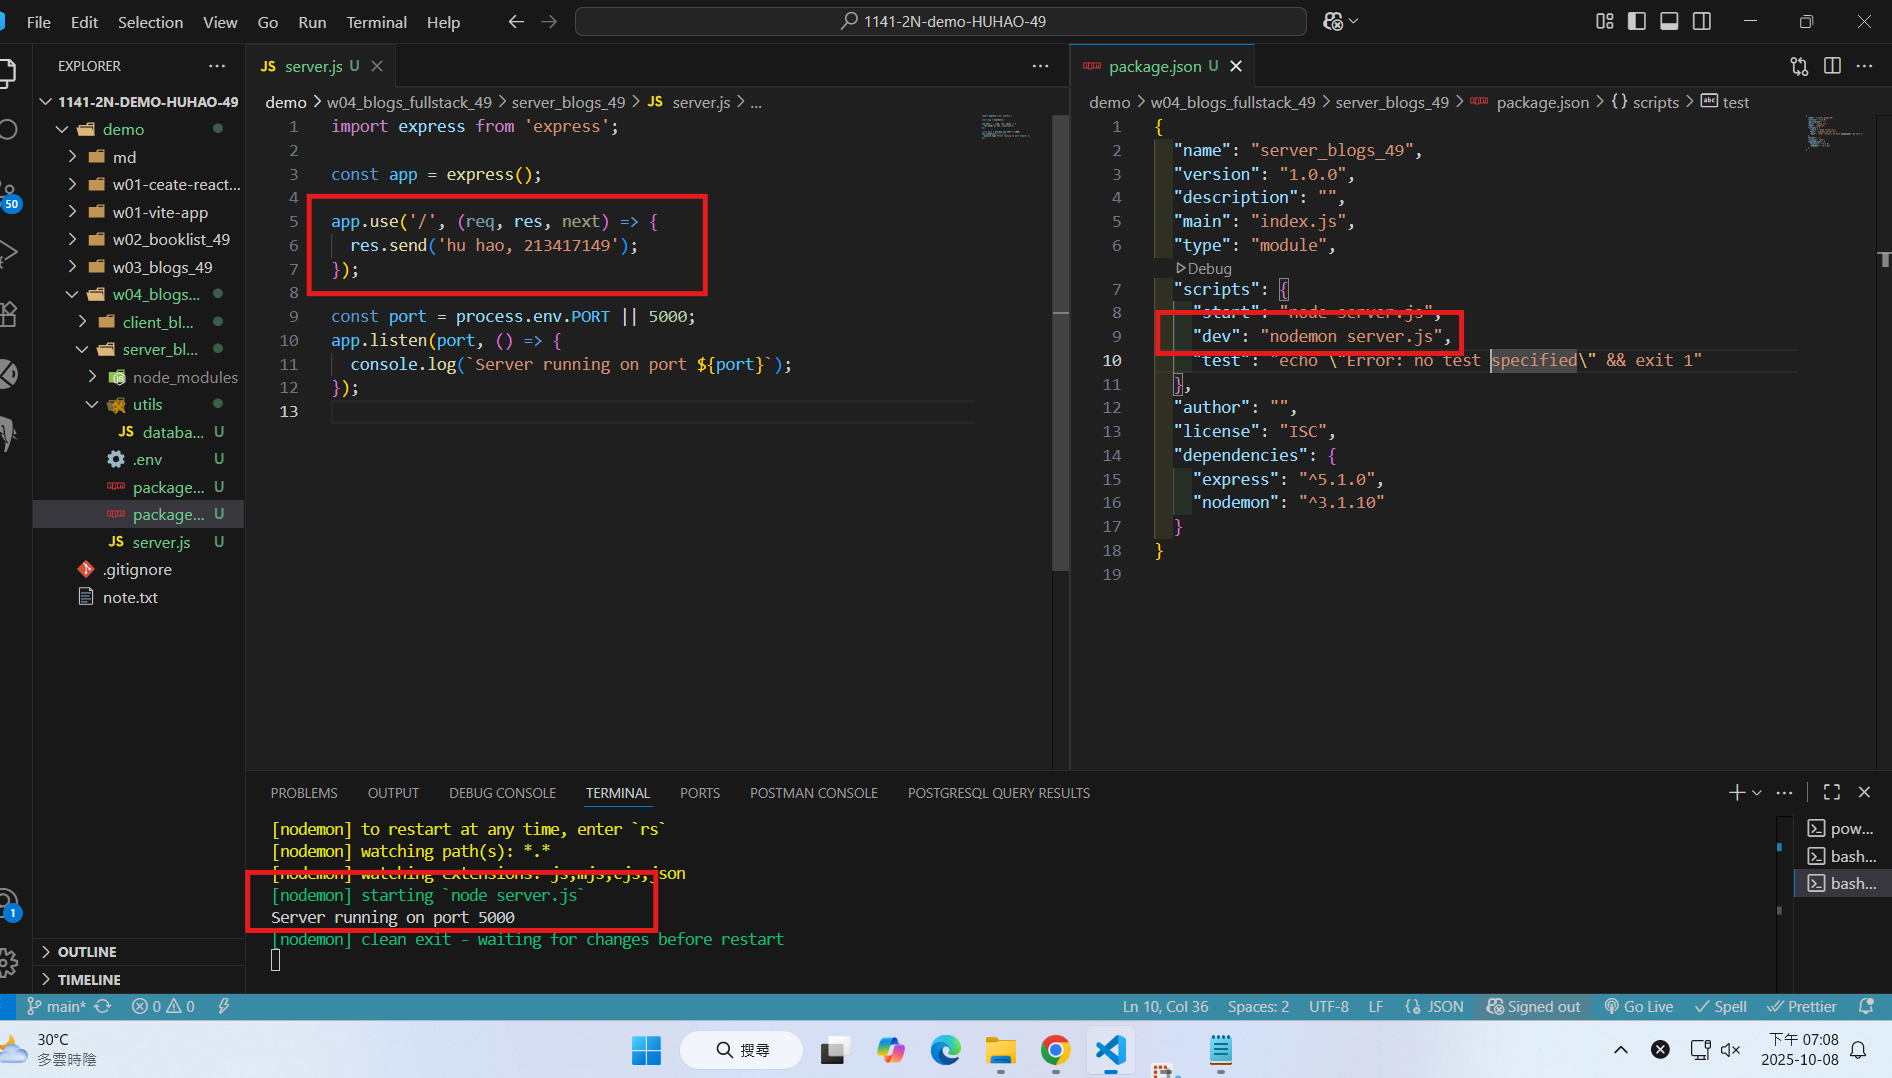 File Edit Selection View Go Run Terminal Help
1141-2N-demo-HUHAO-49
EXPLORER
1141-2N-DEMO-HUHAO-49
demo
md
w01-ceate-react...
w01-vite-app
w02_booklist_49
w03_blogs_49
w04_blogs...
client_bl...
server_bl...
node_modules
utils
JS databa... U
.env U
package... U
package... U
JS server.js U
.gitignore
note.txt
OUTLINE
TIMELINE
50
1
JS server.js U
demo > w04_blogs_fullstack_49 > server_blogs_49 > JS server.js > ...
1 import express from 'express';
2
3 const app = express();
4
5 app.use('/', (req, res, next) => {
6 res.send('hu hao, 213417149');
7 });
8
9 const port = process.env.PORT || 5000;
10 app.listen(port, () => {
11 console.log(`Server running on port ${port}`);
12 });
13
package.json U
demo > w04_blogs_fullstack_49 > server_blogs_49 > package.json > {} scripts > abc test
1 {
2 "name": "server_blogs_49",
3 "version": "1.0.0",
4 "description": "",
5 "main": "index.js",
6 "type": "module",
Debug
7 "scripts": {
8 "start": "node server.js",
9 "dev": "nodemon server.js",
10 "test": "echo \"Error: no test specified\" && exit 1"
11 },
12 "author": "",
13 "license": "ISC",
14 "dependencies": {
15 "express": "^5.1.0",
16 "nodemon": "^3.1.10"
17 }
18 }
19
PROBLEMS OUTPUT DEBUG CONSOLE TERMINAL PORTS POSTMAN CONSOLE POSTGRESQL QUERY RESULTS
[nodemon] to restart at any time, enter `rs`
[nodemon] watching path(s): *.*
[nodemon] watching extensions: js,mjs,cjs,json
[nodemon] starting `node server.js`
Server running on port 5000
[nodemon] clean exit - waiting for changes before restart
pow...
bash...
bash...
main* 0 0
Ln 10, Col 36 Spaces: 2 UTF-8 LF {} JSON Signed out Go Live Spell Prettier
30°C
多雲時陰
搜尋
下午 07:08
2025-10-08